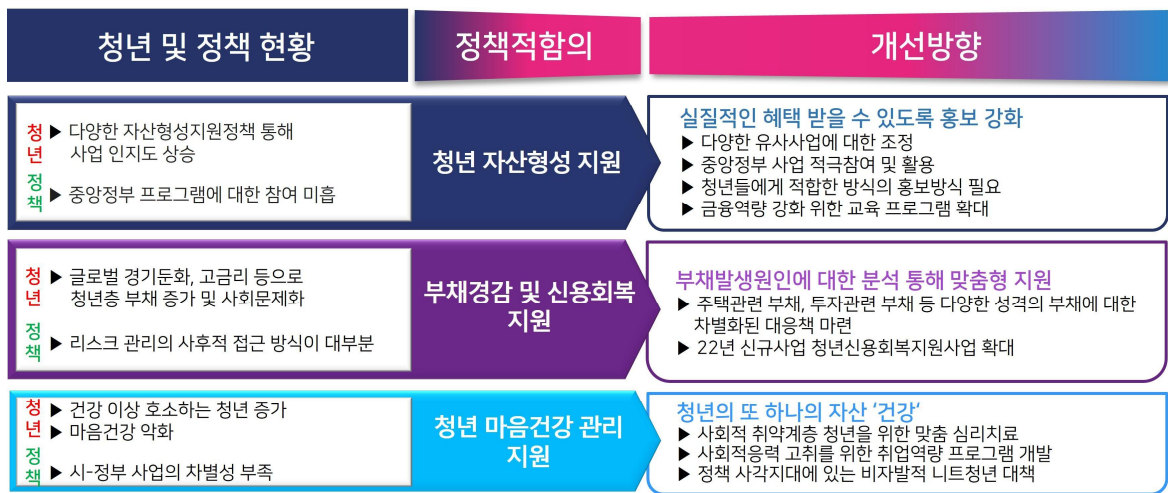 청년 및 정책 현황
정책적함의
개선방향
청년
▶ 다양한 자산형성지원정책 통해
사업 인지도 상승
정책
▶ 중앙정부 프로그램에 대한 참여 미흡
청년 자산형성 지원
실질적인 혜택 받을 수 있도록 홍보 강화
▶ 다양한 유사사업에 대한 조정
▶ 중앙정부 사업 적극참여 및 활용
▶ 청년들에게 적합한 방식의 홍보방식 필요
▶ 금융역량 강화 위한 교육 프로그램 확대
청년
▶ 글로벌 경기둔화, 고금리 등으로
청년층 부채 증가 및 사회문제화
정책
▶ 리스크 관리의 사후적 접근 방식이 대부분
부채경감 및 신용회복
지원
부채발생원인에 대한 분석 통해 맞춤형 지원
▶ 주택관련 부채, 투자관련 부채 등 다양한 성격의 부채에 대한
차별화된 대응책 마련
▶ 22년 신규사업 청년신용회복지원사업 확대
청년
▶ 건강 이상 호소하는 청년 증가
▶ 마음건강 악화
정책
▶ 시-정부 사업의 차별성 부족
청년 마음건강 관리
지원
청년의 또 하나의 자산 ‘건강‘
▶ 사회적 취약계층 청년을 위한 맞춤 심리치료
▶ 사회적응력 고취를 위한 취업역량 프로그램 개발
▶ 정책 사각지대에 있는 비자발적 니트청년 대책